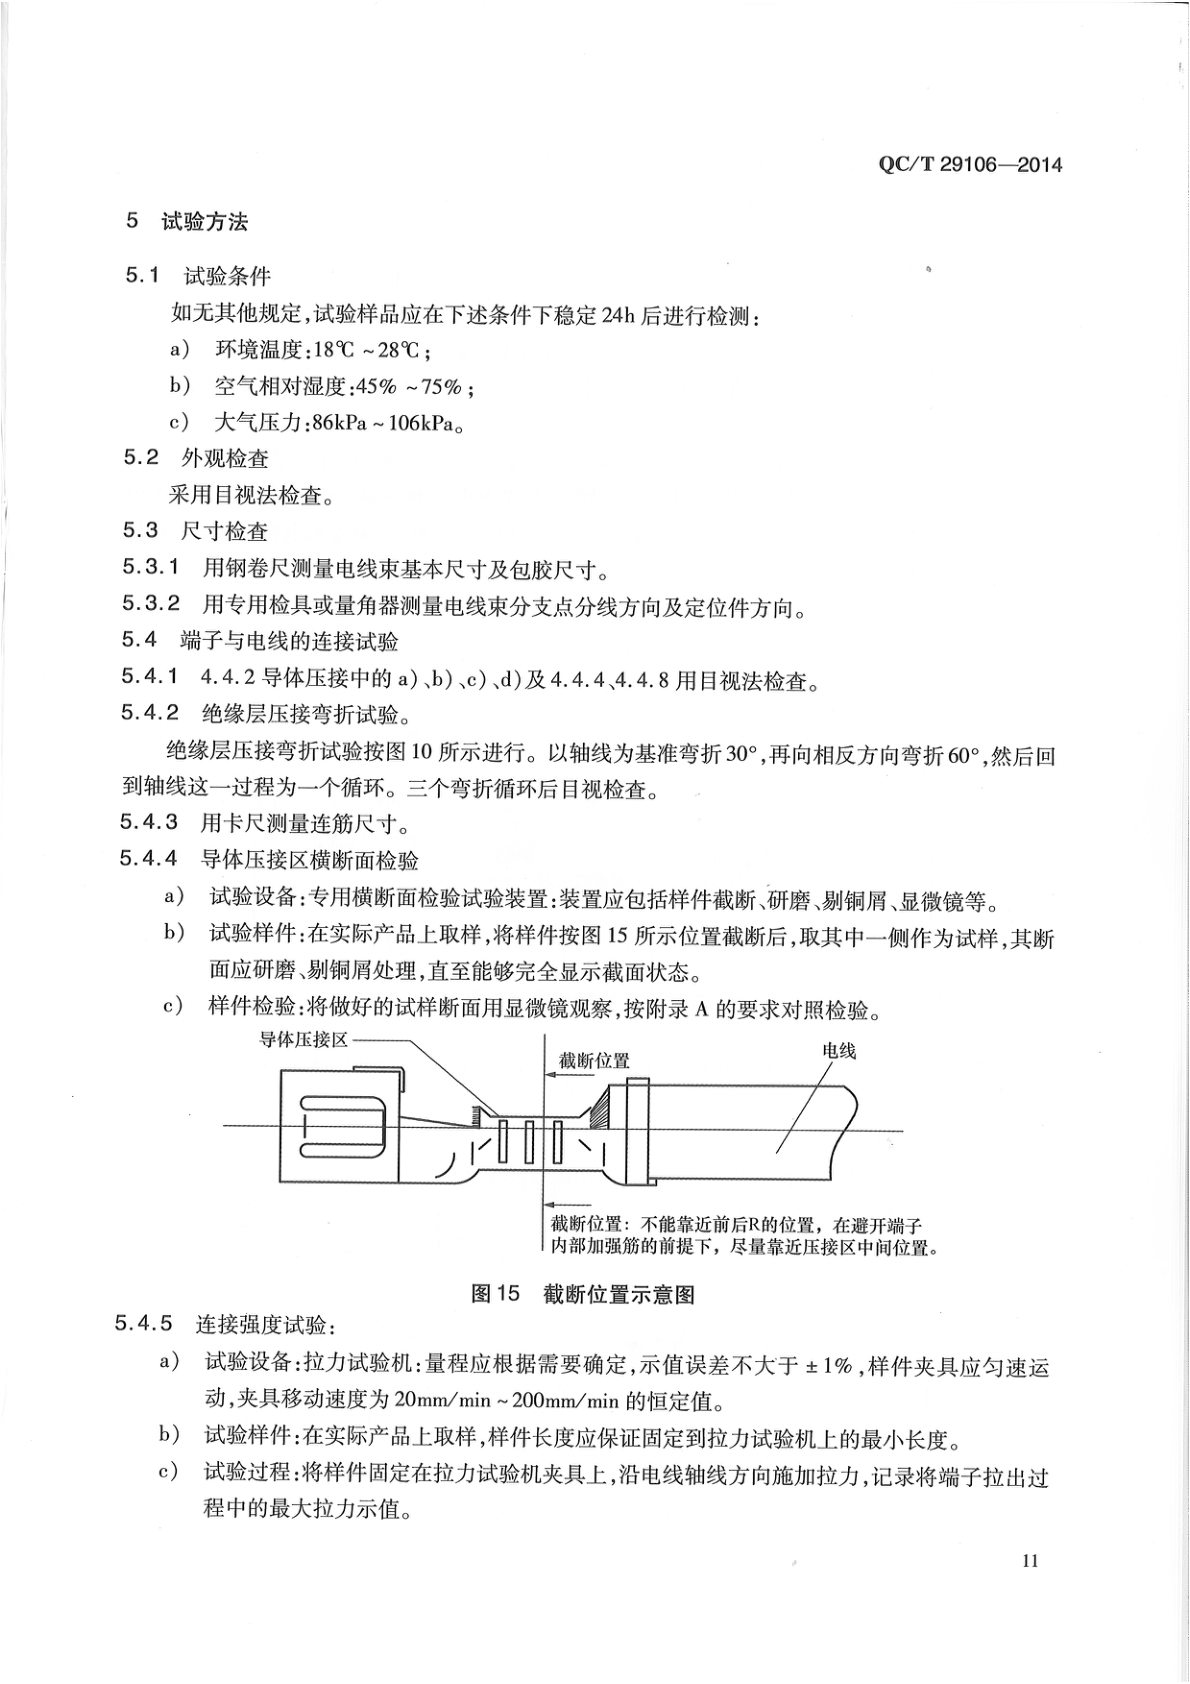 QC/T 29106—2014
5 试验方法
5.1 试验条件
如无其他规定,试验样品应在下述条件下稳定 24h 后进行检测:
a) 环境温度:18℃ ~28℃;
b) 空气相对湿度:45% ~75%;
c) 大气压力:86kPa ~ 106kPa。
5.2 外观检查
采用目视法检查。
5.3 尺寸检查
5.3.1 用钢卷尺测量电线束基本尺寸及包胶尺寸。
5.3.2 用专用检具或量角器测量电线束分支点分线方向及定位件方向。
5.4 端子与电线的连接试验
5.4.1 4.4.2 导体压接中的 a)、b)、c)、d)及 4.4.4、4.4.8 用目视法检查。
5.4.2 绝缘层压接弯折试验。
绝缘层压接弯折试验按图 10 所示进行。以轴线为基准弯折 30°,再向相反方向弯折 60°,然后回
到轴线这一过程为一个循环。三个弯折循环后目视检查。
5.4.3 用卡尺测量连筋尺寸。
5.4.4 导体压接区横断面检验
a) 试验设备:专用横断面检验试验装置:装置应包括样件截断、研磨、剔铜屑、显微镜等。
b) 试验样件:在实际产品上取样,将样件按图 15 所示位置截断后,取其中一侧作为试样,其断
面应研磨、剔铜屑处理,直至能够完全显示截面状态。
c) 样件检验:将做好的试样断面用显微镜观察,按附录 A 的要求对照检验。
导体压接区
截断位置
电线
截断位置：不能靠近前后R的位置，在避开端子
内部加强筋的前提下，尽量靠近压接区中间位置。
图 15 截断位置示意图
5.4.5 连接强度试验:
a) 试验设备:拉力试验机:量程应根据需要确定,示值误差不大于 ±1%,样件夹具应匀速运
动,夹具移动速度为 20mm/min ~ 200mm/min 的恒定值。
b) 试验样件:在实际产品上取样,样件长度应保证固定到拉力试验机上的最小长度。
c) 试验过程:将样件固定在拉力试验机夹具上,沿电线轴线方向施加拉力,记录将端子拉出过
程中的最大拉力示值。
11